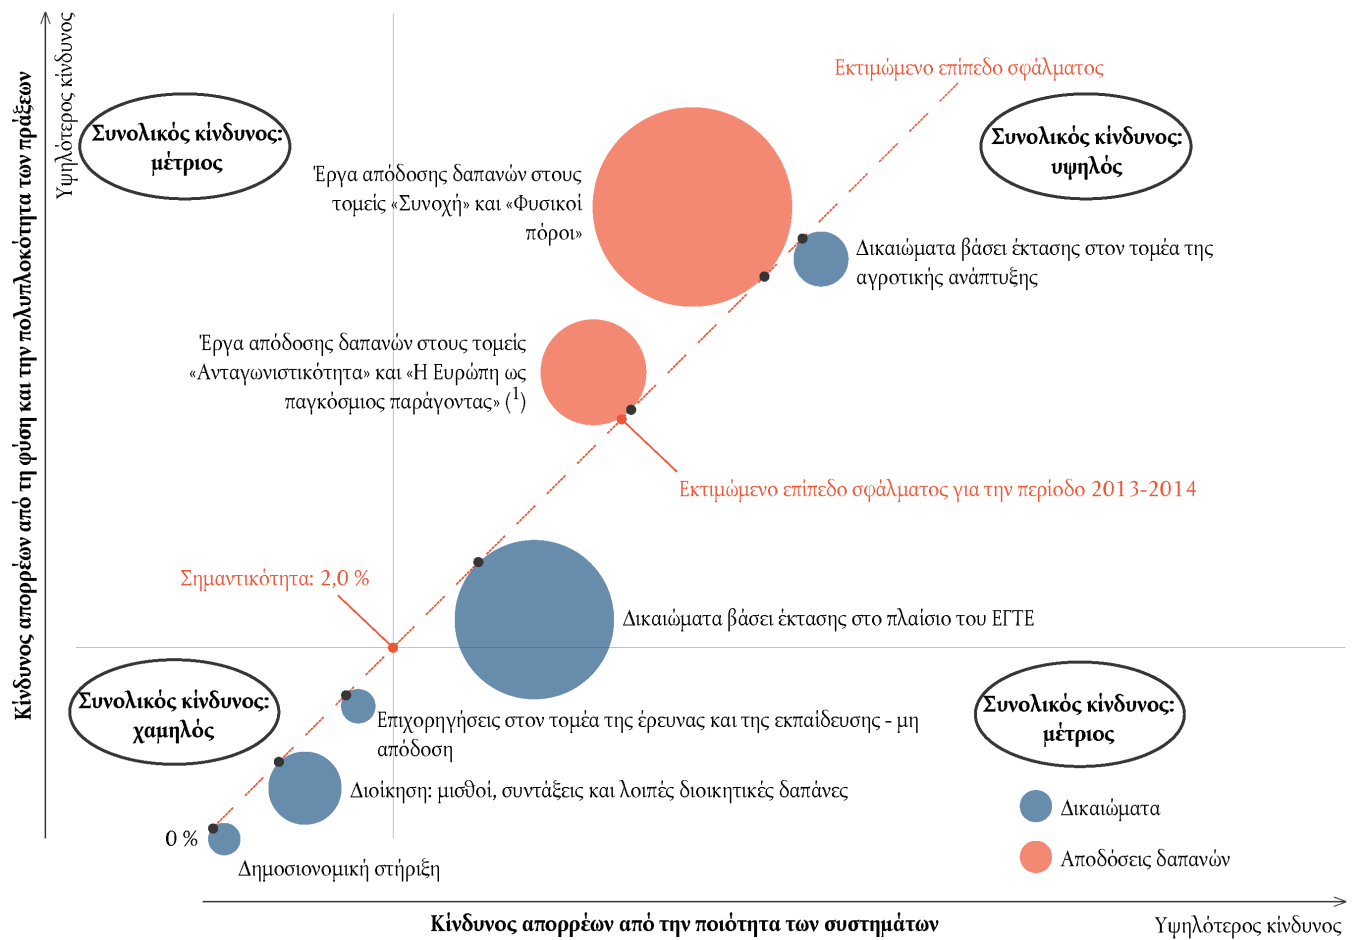 Υψηλότερος κίνδυνος
Κίνδυνος απορρέων από τη φύση και την πολυπλοκότητα των πράξεων
Εκτιμώμενο επίπεδο σφάλματος
Συνολικός κίνδυνος:
μέτριος
Συνολικός κίνδυνος:
υψηλός
Έργα απόδοσης δαπανών στους
τομείς «Συνοχή» και «Φυσικοί
πόροι»
Δικαιώματα βάσει έκτασης στον τομέα της
αγροτικής ανάπτυξης
Έργα απόδοσης δαπανών στους τομείς
«Ανταγωνιστικότητα» και «Η Ευρώπη ως
παγκόσμιος παράγοντας» (1)
Εκτιμώμενο επίπεδο σφάλματος για την περίοδο 2013-2014
Σημαντικότητα: 2,0 %
Δικαιώματα βάσει έκτασης στο πλαίσιο του ΕΓΤΕ
Συνολικός κίνδυνος:
χαμηλός
Συνολικός κίνδυνος:
μέτριος
Επιχορηγήσεις στον τομέα της έρευνας και της εκπαίδευσης - μη
απόδοση
Διοίκηση: μισθοί, συντάξεις και λοιπές διοικητικές δαπάνες
Δικαιώματα
0 %
Αποδόσεις δαπανών
Δημοσιονομική στήριξη
Κίνδυνος απορρέων από την ποιότητα των συστημάτων
Υψηλότερος κίνδυνος